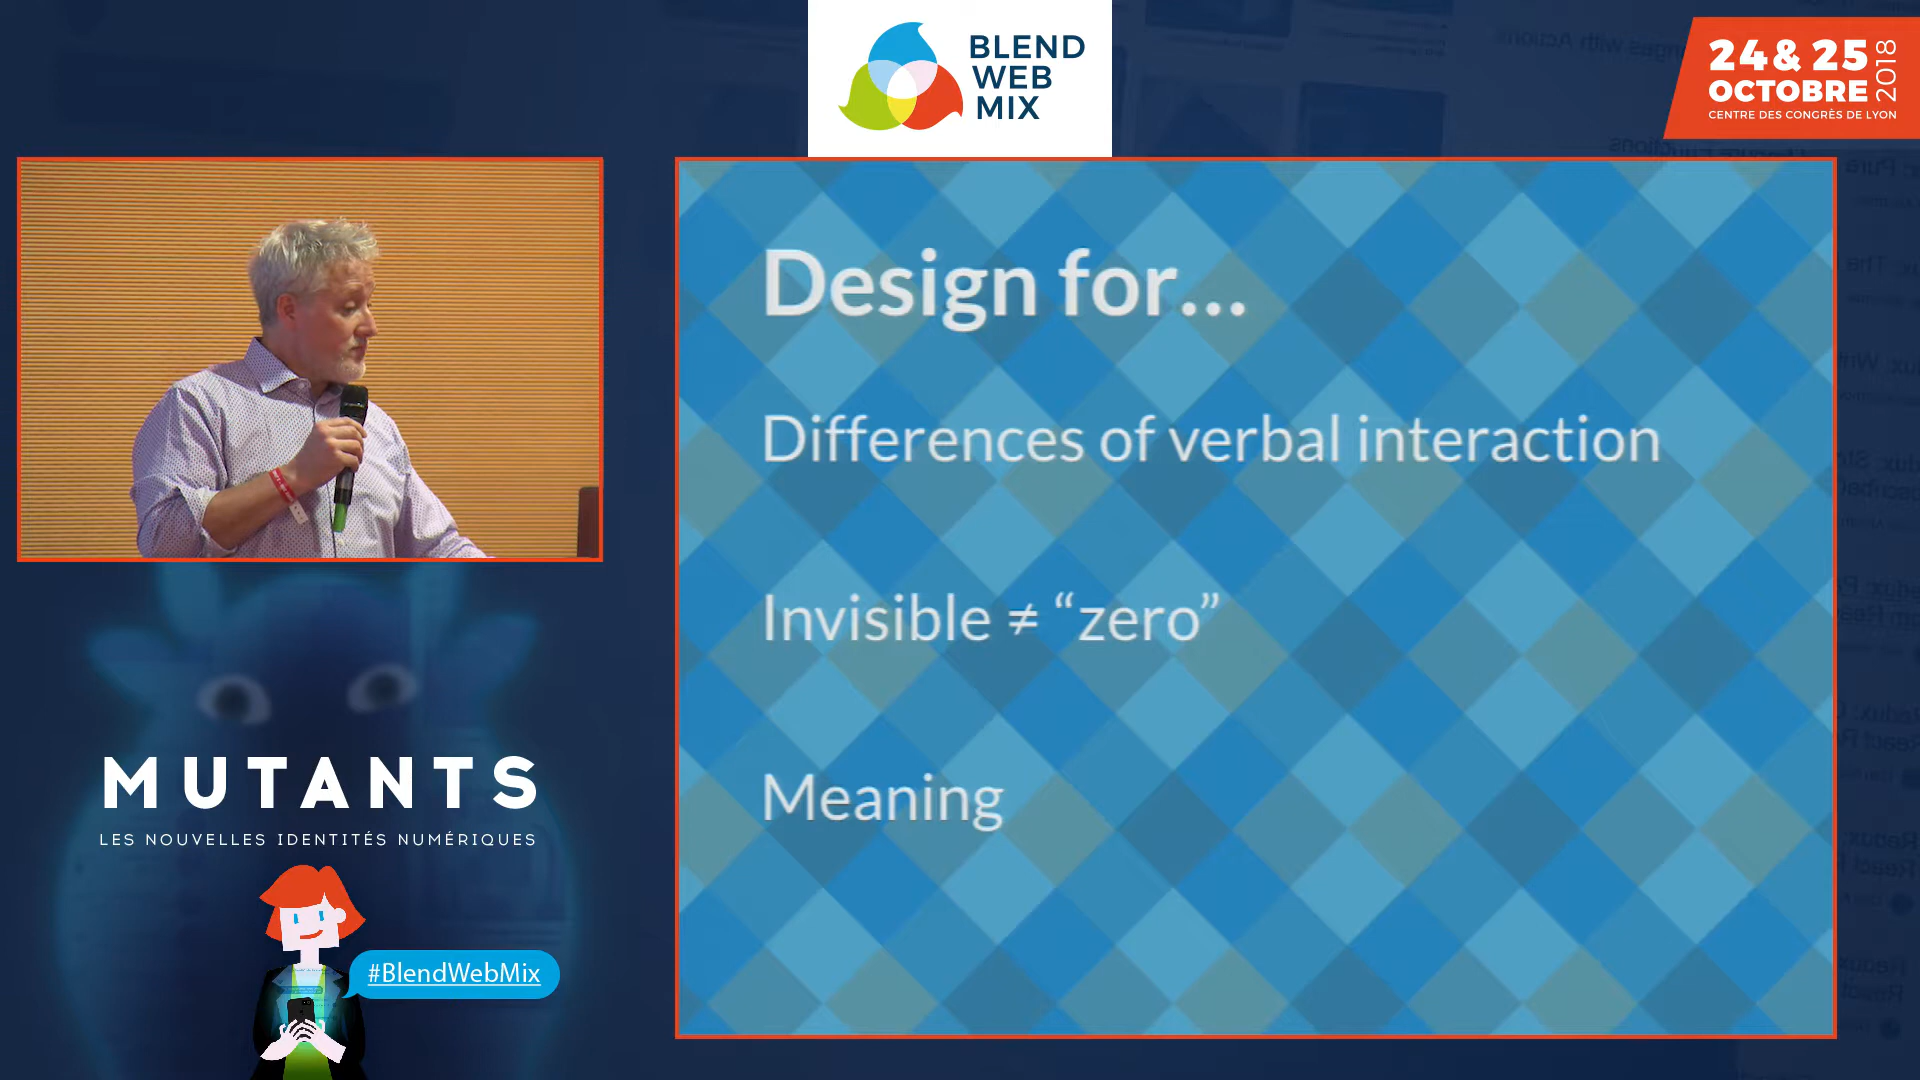 BLEND
WEB
MIX
24 & 25
OCTOBRE
2018
CENTRE DES CONGRÈS DE LYON
Design for...
Differences of verbal interaction
Invisible ≠ “zero”
Meaning
MUTANTS
LES NOUVELLES IDENTITÉS NUMÉRIQUES
#BlendWebMix